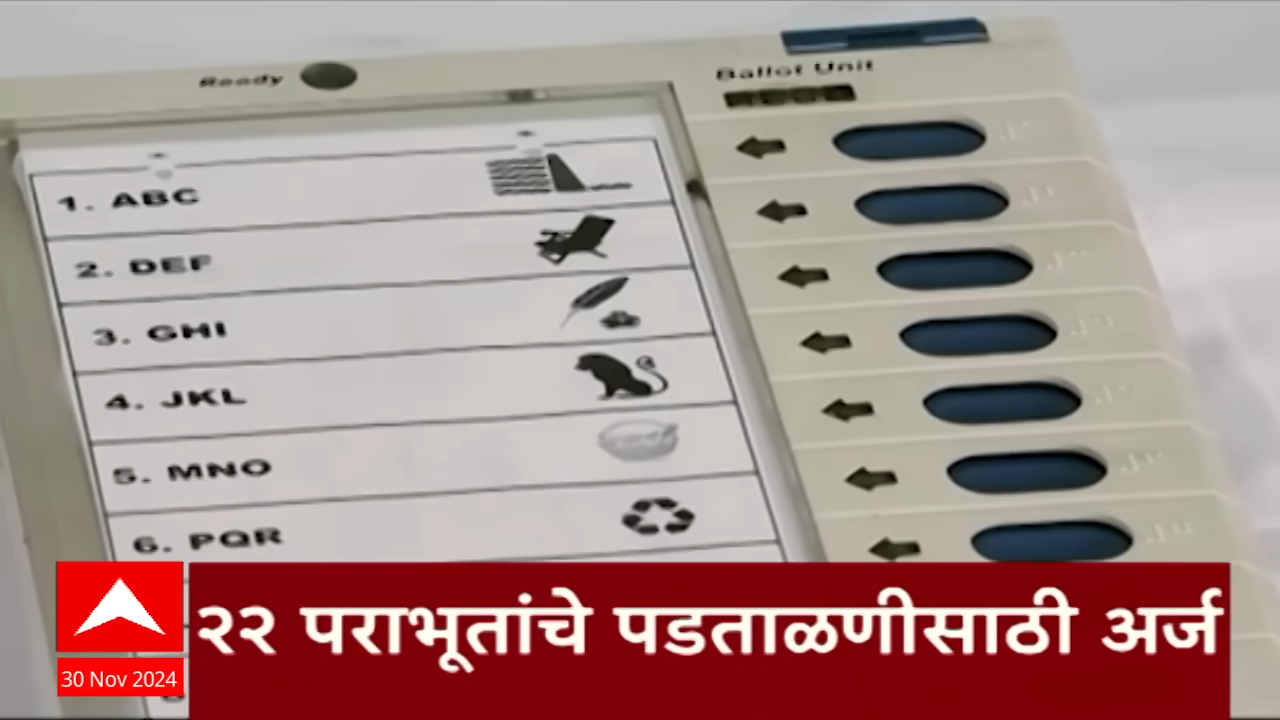 Ready
Ballot Unit
1. ABC
2. DEF
3. GHI
4. JKL
5. MNO
6. PQR
२२ पराभूतांचे पडताळणीसाठी अर्ज
30 Nov 2024